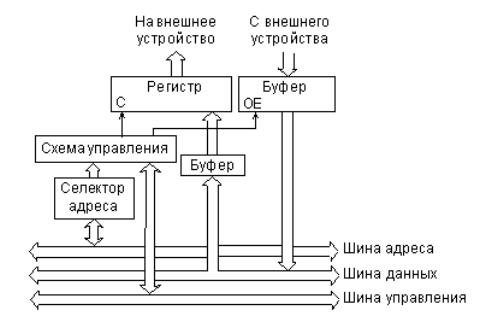 На внешнее
устройство
С внешнего
устройства
Регистр
С
Буфер
OE
Схема управления
Буфер
Селектор
адреса
Шина адреса
Шина данных
Шина управления